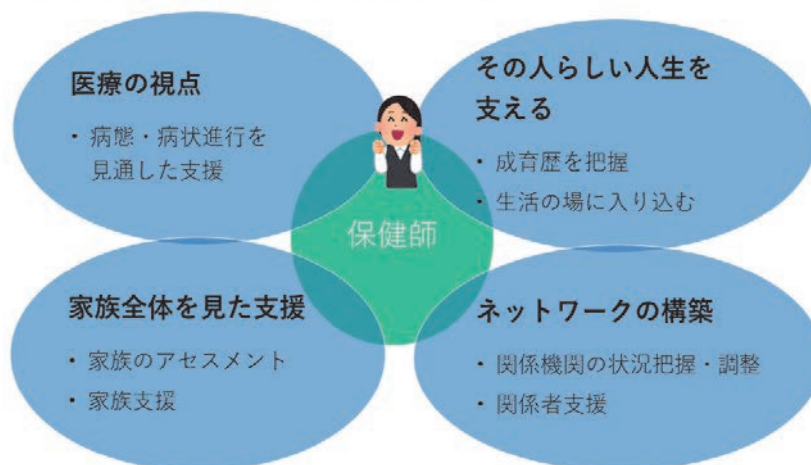 医療の視点
• 病態・病状進行を
見通した支援
その人らしい人生を
支える
• 成育歴を把握
• 生活の場に入り込む
保健師
家族全体を見た支援
• 家族のアセスメント
• 家族支援
ネットワークの構築
• 関係機関の状況把握・調整
• 関係者支援